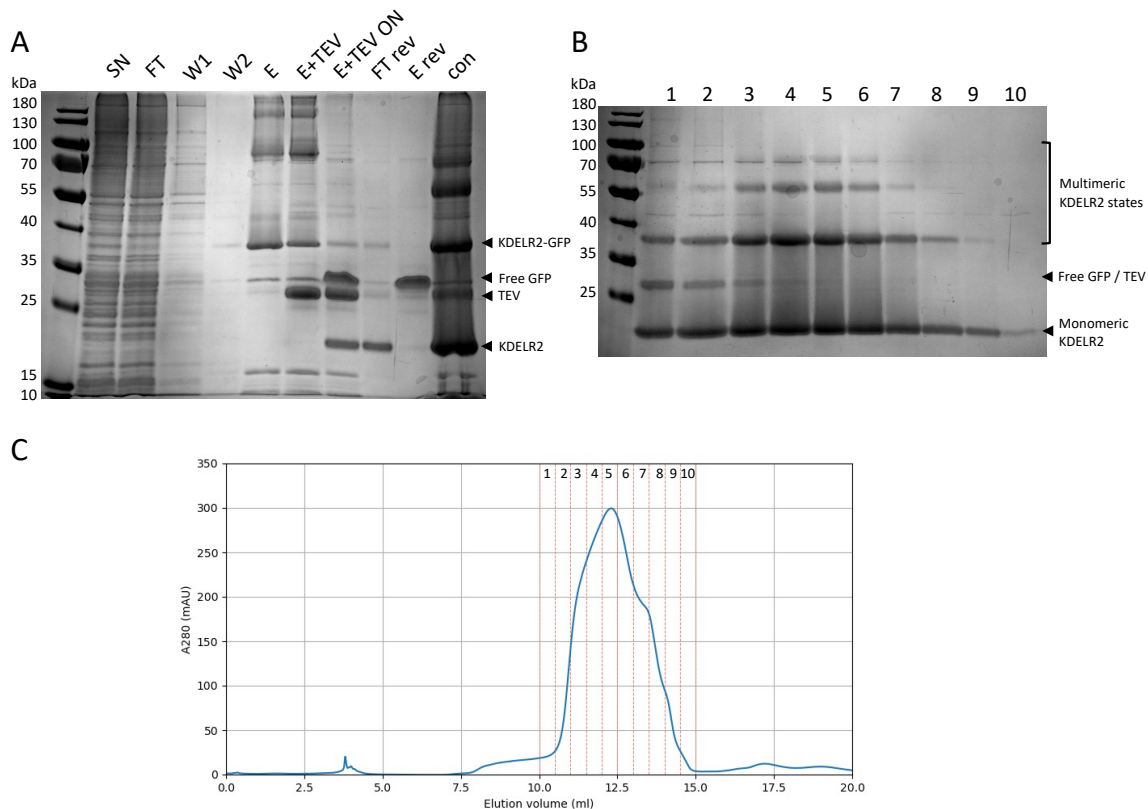 A
SN
FT
W1
W2
E
E+TEV
E+TEV ON
FT rev
E rev
con
kDa
180
130
100
70
55
40
35
25
15
10
KDELR2-GFP
Free GFP
TEV
KDELR2
B
1 2 3 4 5 6 7 8 9 10
kDa
180
130
100
70
55
40
35
25
Multimeric
KDELR2 states
Free GFP / TEV
Monomeric
KDELR2
C
350
300
250
200
150
100
50
0
A280 (mAU)
1 2 3 4 5 6 7 8 9 10
0.0 2.5 5.0 7.5 10.0 12.5 15.0 17.5 20.0
Elution volume (ml)